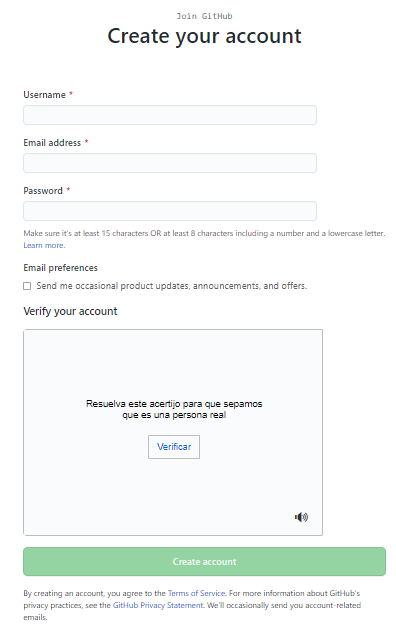 Join GitHub
Create your account
Username *
Email address *
Password *
Make sure it's at least 15 characters OR at least 8 characters including a number and a lowercase letter.
Learn more.
Email preferences
Send me occasional product updates, announcements, and offers.
Verify your account
Resuelva este acertijo para que sepamos
que es una persona real
Verificar
Create account
By creating an account, you agree to the Terms of Service. For more information about GitHub's
privacy practices, see the GitHub Privacy Statement. We'll occasionally send you account-related
emails.